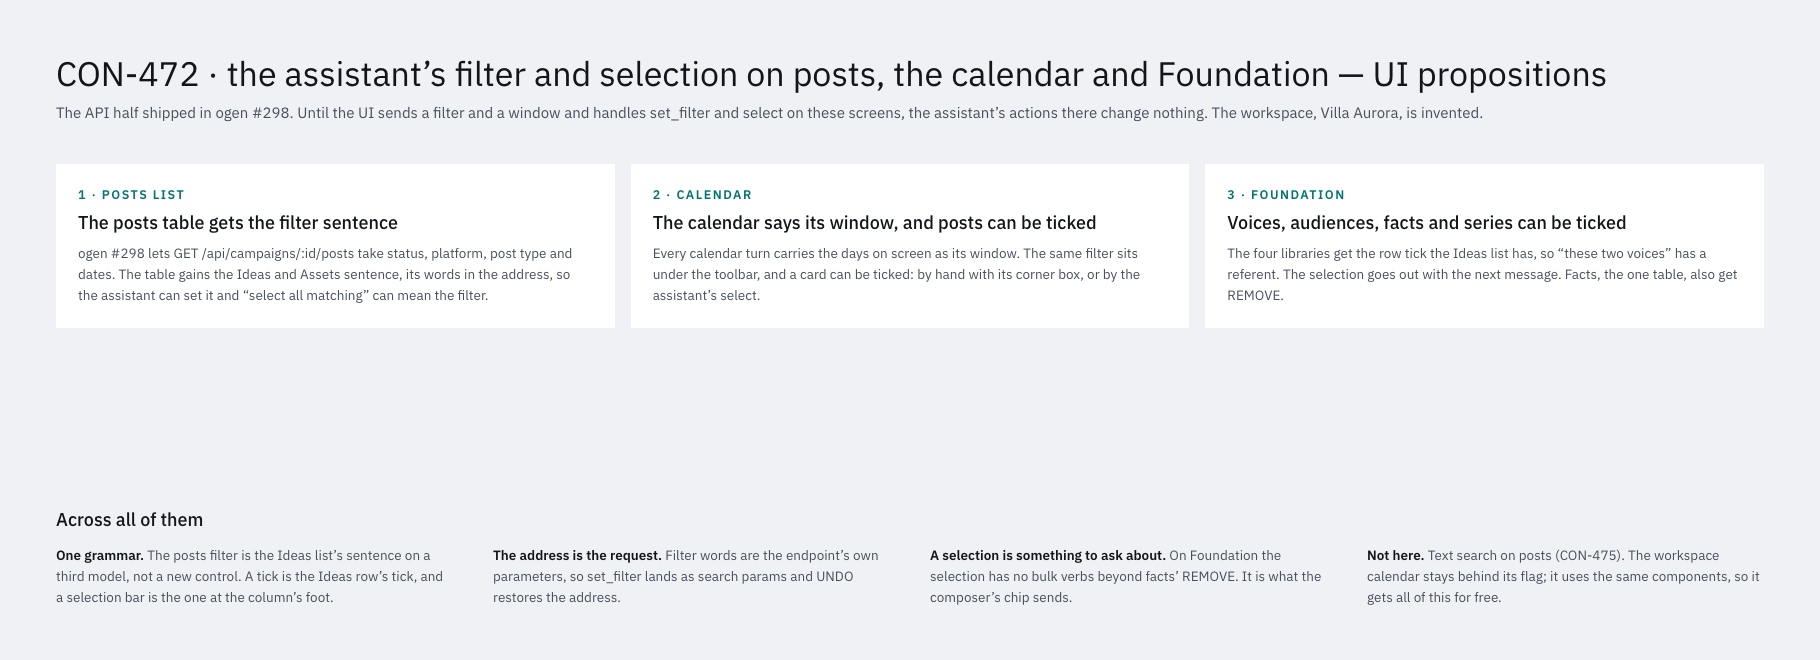 CON-472 · the assistant’s filter and selection on posts, the calendar and Foundation — UI propositions
The API half shipped in ogen #298. Until the UI sends a filter and a window and handles set_filter and select on these screens, the assistant’s actions there change nothing. The workspace, Villa Aurora, is invented.
1 · POSTS LIST
The posts table gets the filter sentence
ogen #298 lets GET /api/campaigns/:id/posts take status, platform, post type and
dates. The table gains the Ideas and Assets sentence, its words in the address, so
the assistant can set it and “select all matching” can mean the filter.
2 · CALENDAR
The calendar says its window, and posts can be ticked
Every calendar turn carries the days on screen as its window. The same filter sits
under the toolbar, and a card can be ticked: by hand with its corner box, or by the
assistant’s select.
3 · FOUNDATION
Voices, audiences, facts and series can be ticked
The four libraries get the row tick the Ideas list has, so “these two voices” has a
referent. The selection goes out with the next message. Facts, the one table, also get
REMOVE.
Across all of them
One grammar. The posts filter is the Ideas list’s sentence on a
third model, not a new control. A tick is the Ideas row’s tick, and
a selection bar is the one at the column’s foot.
The address is the request. Filter words are the endpoint’s own
parameters, so set_filter lands as search params and UNDO
restores the address.
A selection is something to ask about. On Foundation the
selection has no bulk verbs beyond facts’ REMOVE. It is what the
composer’s chip sends.
Not here. Text search on posts (CON-475). The workspace
calendar stays behind its flag; it uses the same components, so it
gets all of this for free.